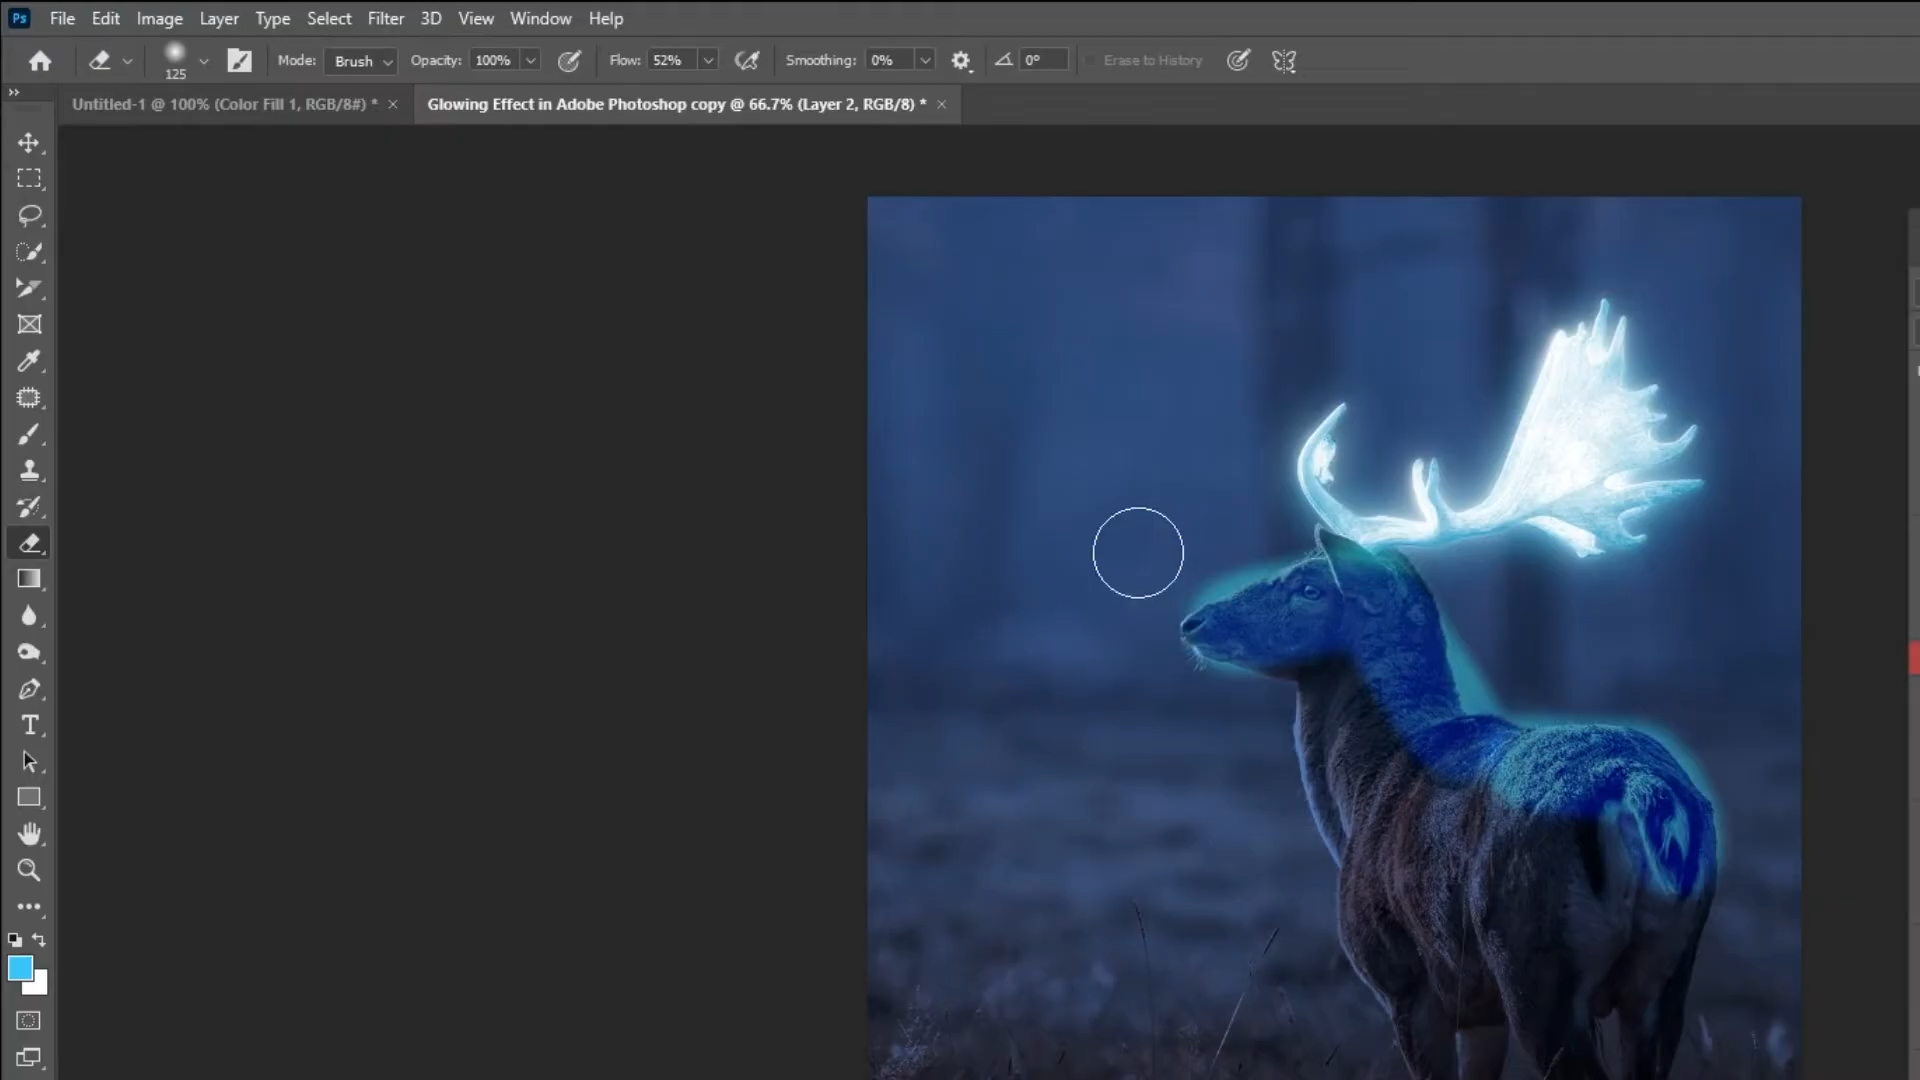 Ps File Edit Image Layer Type Select Filter 3D View Window Help
125 Mode: Brush Opacity: 100% Flow: 52% Smoothing: 0% 0° Erase to History
Untitled-1 @ 100% (Color Fill 1, RGB/8#) * × Glowing Effect in Adobe Photoshop copy @ 66.7% (Layer 2, RGB/8) * ×
T